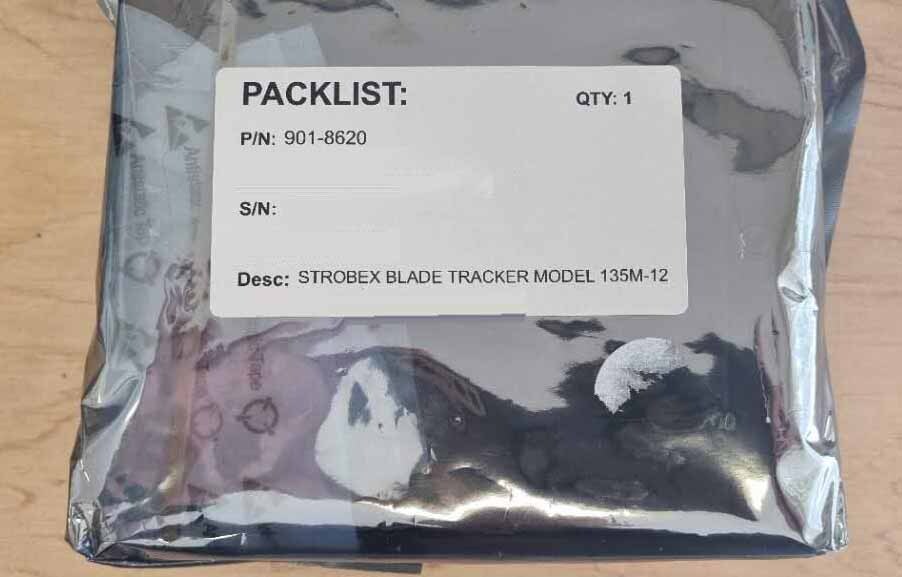 PACKLIST:
QTY: 1
P/N: 901-8620
S/N:
Desc: STROBEX BLADE TRACKER MODEL 135M-12